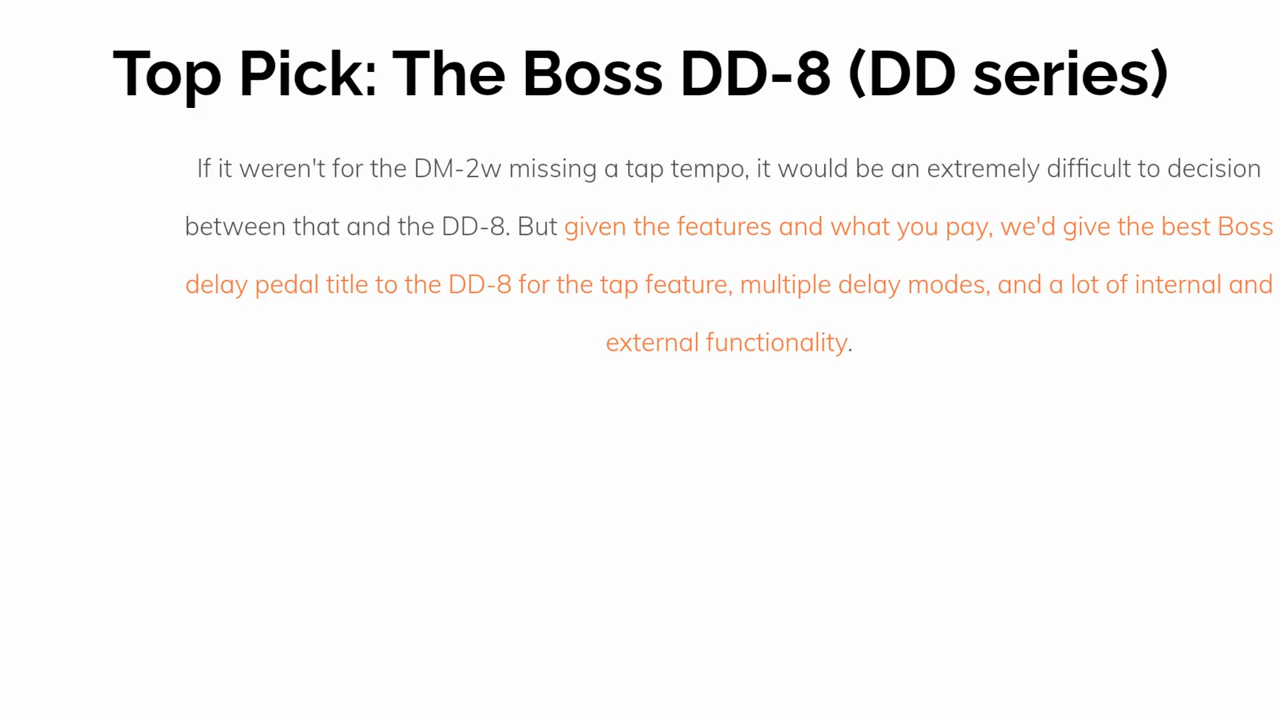 Top Pick: The Boss DD-8 (DD series)
If it weren't for the DM-2w missing a tap tempo, it would be an extremely difficult to decision
between that and the DD-8. But given the features and what you pay, we'd give the best Boss
delay pedal title to the DD-8 for the tap feature, multiple delay modes, and a lot of internal and
external functionality.